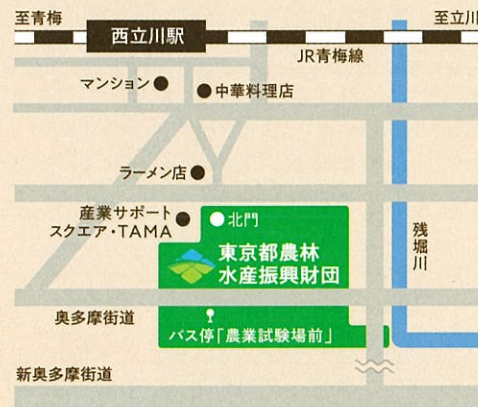 至青梅
至立川
西立川駅
JR青梅線
マンション
中華料理店
ラーメン店
産業サポート
スクエア・TAMA
北門
東京都農林
水産振興財団
残堀川
奥多摩街道
バス停「農業試験場前」
新奥多摩街道